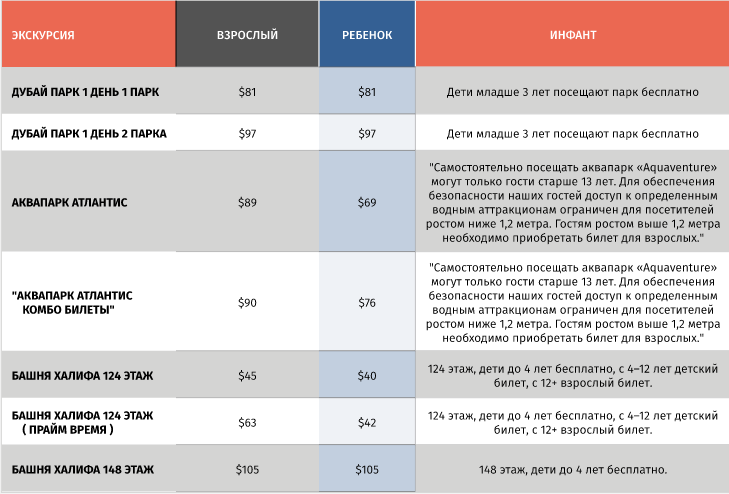 ЭКСКУРСИЯ ВЗРОСЛЫЙ РЕБЕНОК ИНФАНТ
ДУБАЙ ПАРК 1 ДЕНЬ 1 ПАРК $81 $81 Дети младше 3 лет посещают парк бесплатно
ДУБАЙ ПАРК 1 ДЕНЬ 2 ПАРКА $97 $97 Дети младше 3 лет посещают парк бесплатно
АКВАПАРК АТЛАНТИС $89 $69
"Самостоятельно посещать аквапарк «Aquaventure»
могут только гости старше 13 лет. Для обеспечения
безопасности наших гостей доступ к определенным
водным аттракционам ограничен для посетителей
ростом ниже 1,2 метра. Гостям ростом выше 1,2 метра
необходимо приобретать билет для взрослых."
"АКВАПАРК АТЛАНТИС
КОМБО БИЛЕТЫ" $90 $76
"Самостоятельно посещать аквапарк «Aquaventure»
могут только гости старше 13 лет. Для обеспечения
безопасности наших гостей доступ к определенным
водным аттракционам ограничен для посетителей
ростом ниже 1,2 метра. Гостям ростом выше 1,2 метра
необходимо приобретать билет для взрослых."
БАШНЯ ХАЛИФА 124 ЭТАЖ $45 $40
124 этаж, дети до 4 лет бесплатно, с 4–12 лет детский
билет, с 12+ взрослый билет.
БАШНЯ ХАЛИФА 124 ЭТАЖ
( ПРАЙМ ВРЕМЯ ) $63 $42
124 этаж, дети до 4 лет бесплатно, с 4–12 лет детский
билет, с 12+ взрослый билет.
БАШНЯ ХАЛИФА 148 ЭТАЖ $105 $105 148 этаж, дети до 4 лет бесплатно.